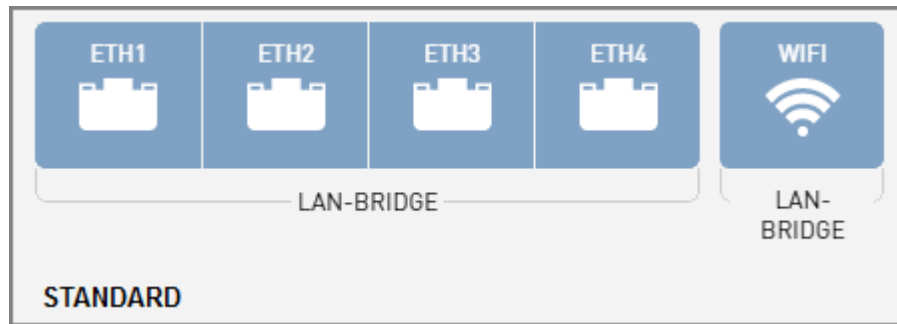 ETH1 ETH2 ETH3 ETH4 WIFI
LAN-BRIDGE
LAN-
BRIDGE
STANDARD